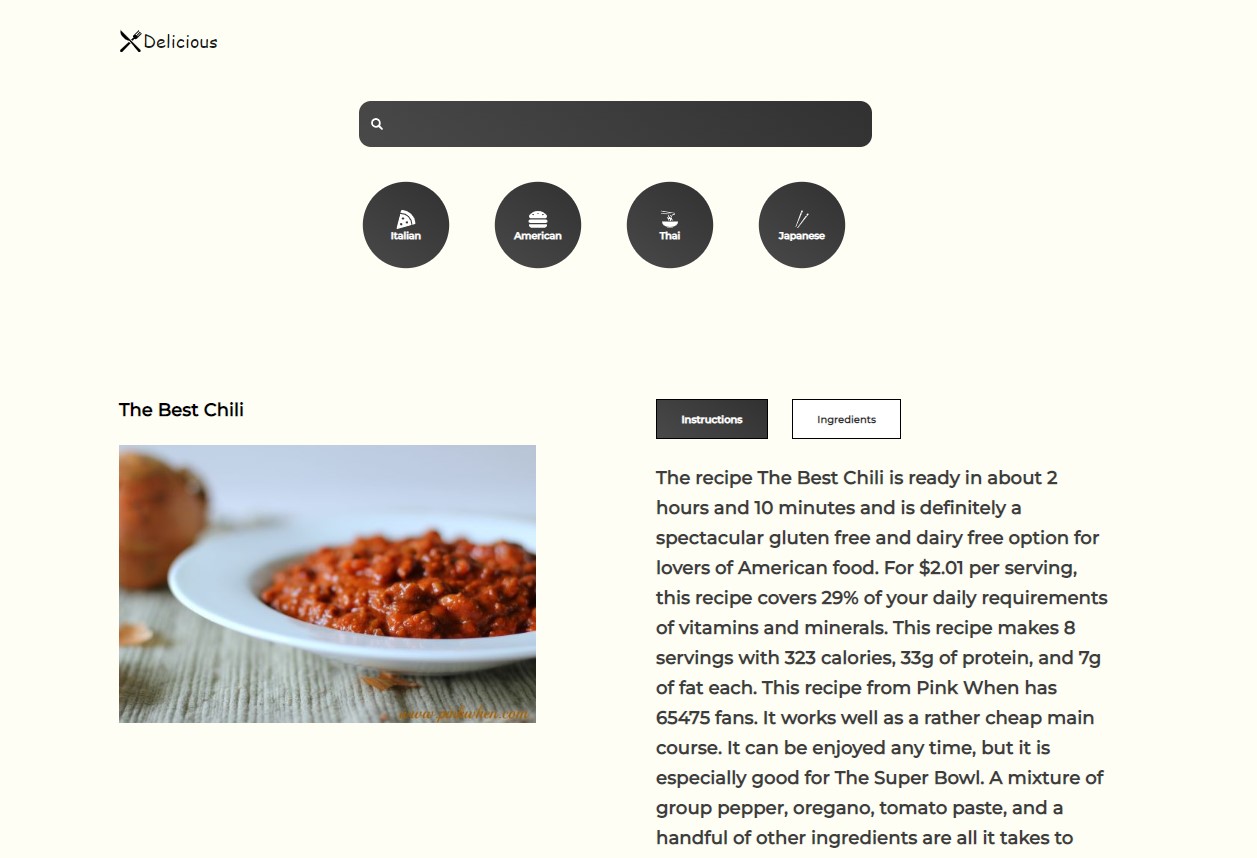 Delicious
Italian
American
Thai
Japanese
The Best Chili
www.pinkwhen.com
Instructions
Ingredients
The recipe The Best Chili is ready in about 2
hours and 10 minutes and is definitely a
spectacular gluten free and dairy free option for
lovers of American food. For $2.01 per serving,
this recipe covers 29% of your daily requirements
of vitamins and minerals. This recipe makes 8
servings with 323 calories, 33g of protein, and 7g
of fat each. This recipe from Pink When has
65475 fans. It works well as a rather cheap main
course. It can be enjoyed any time, but it is
especially good for The Super Bowl. A mixture of
group pepper, oregano, tomato paste, and a
handful of other ingredients are all it takes to